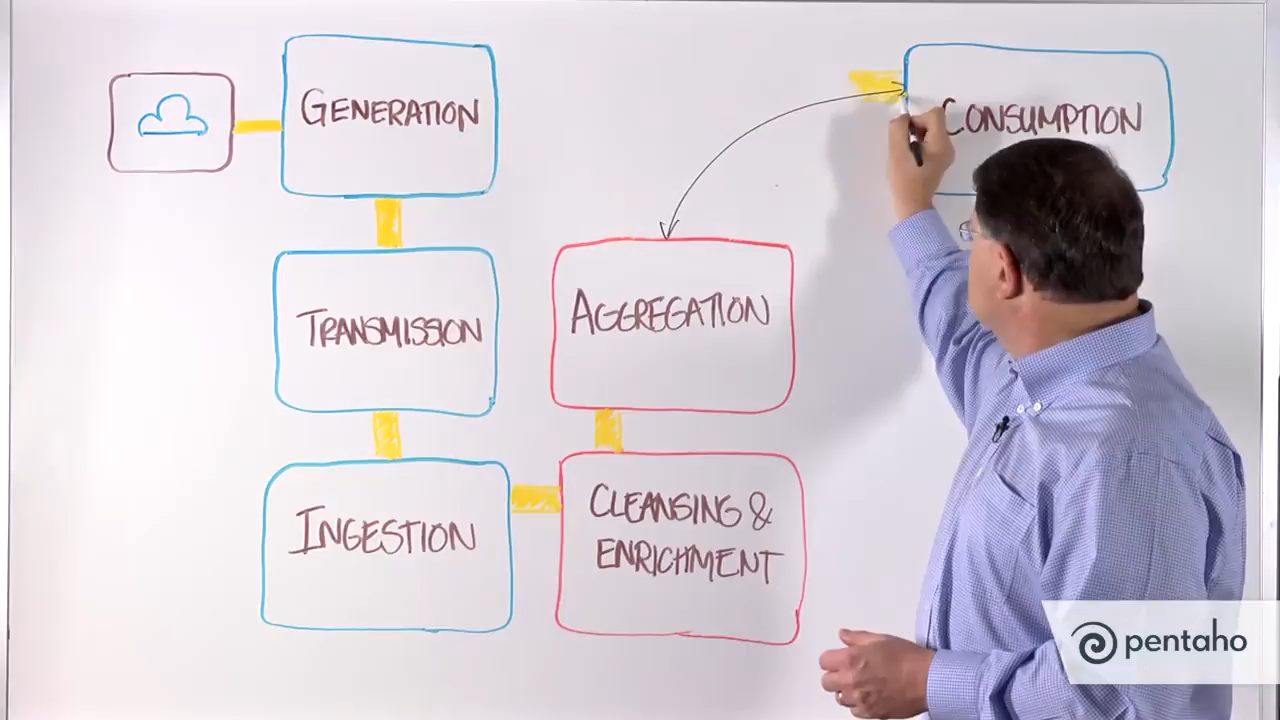 GENERATION
CONSUMPTION
TRANSMISSION
AGGREGATION
INGESTION
CLEANSING &
ENRICHMENT
pentaho